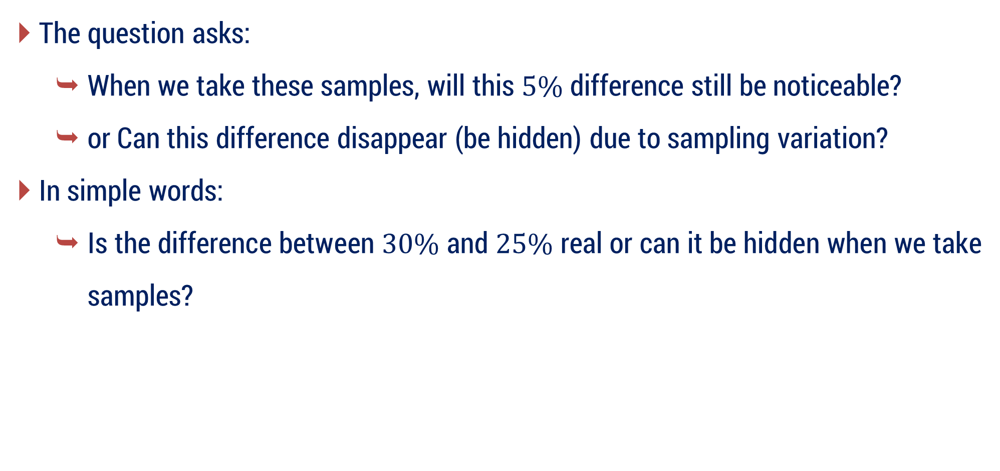 The question asks:
When we take these samples, will this 5% difference still be noticeable?
or Can this difference disappear (be hidden) due to sampling variation?
In simple words:
Is the difference between 30% and 25% real or can it be hidden when we take
samples?